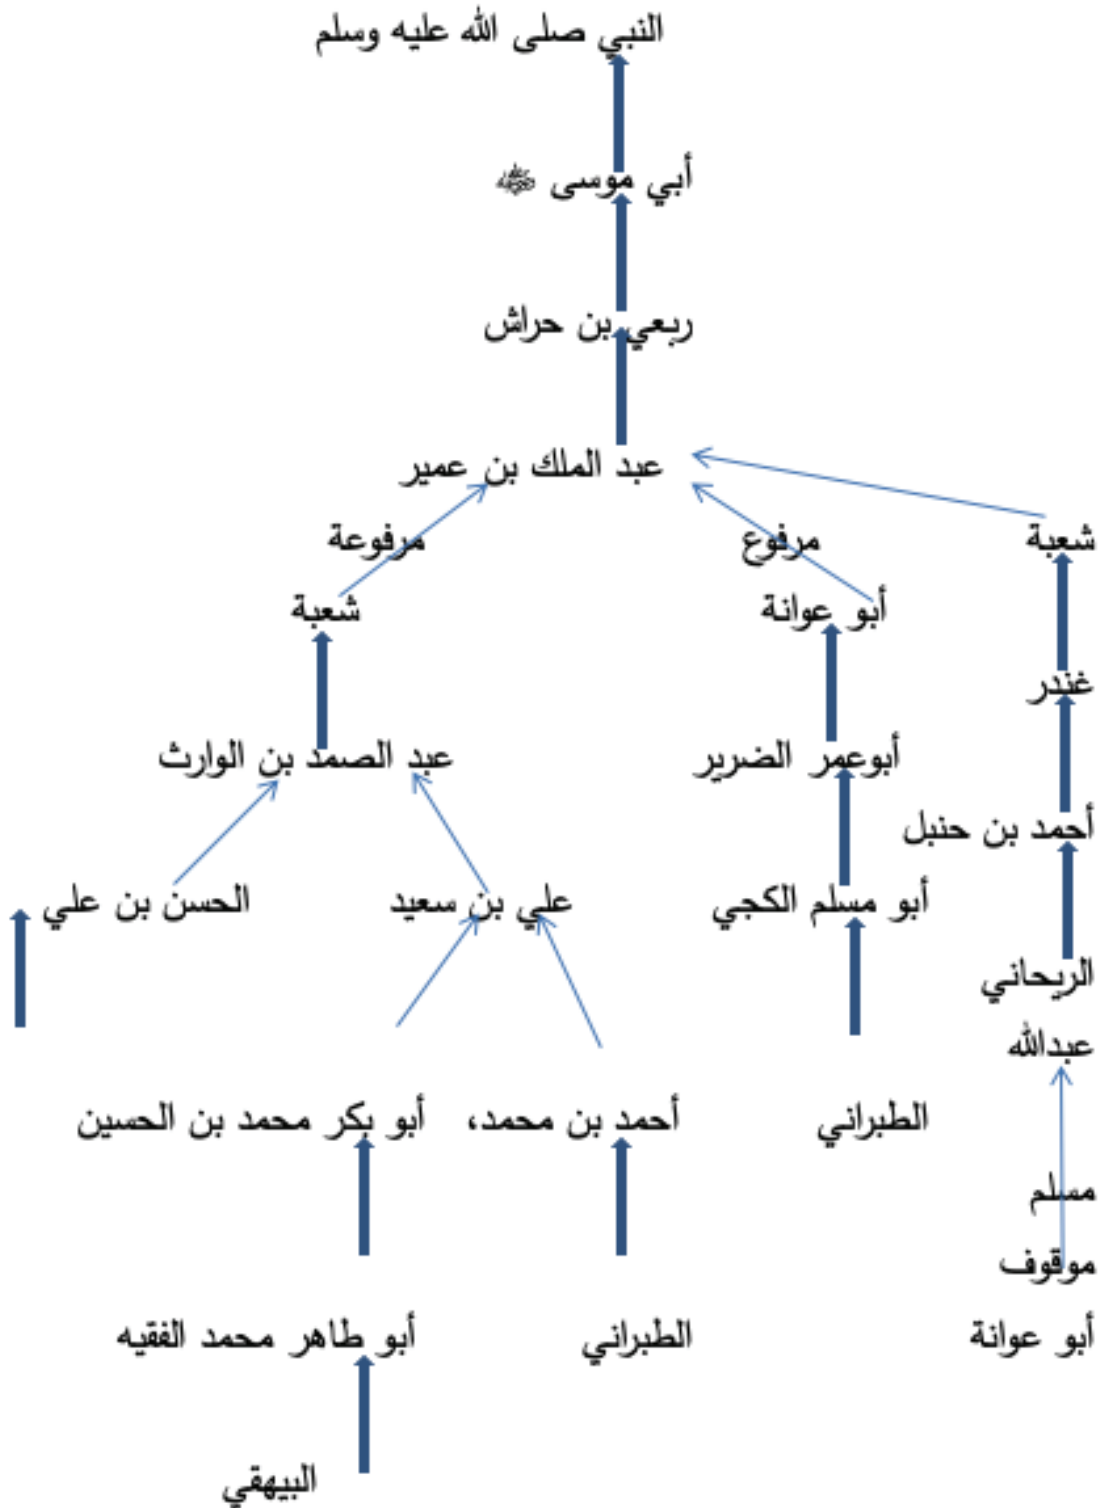 النبي صلى الله عليه وسلم
أبي موسى ﷺ
ربعي بن حراش
عبد الملك بن عمير
شعبة مرفوع مرفوعة
أبو عوانة شعبة
غندر
أبوعمر الضرير عبد الصمد بن الوارث
أحمد بن حنبل
أبو مسلم الكجي علي بن سعيد الحسن بن علي
الريحاني
عبدالله
الطبراني أحمد بن محمد، أبو بكر محمد بن الحسين
مسلم
موقوف
أبو عوانة الطبراني أبو طاهر محمد الفقيه
البيهقي